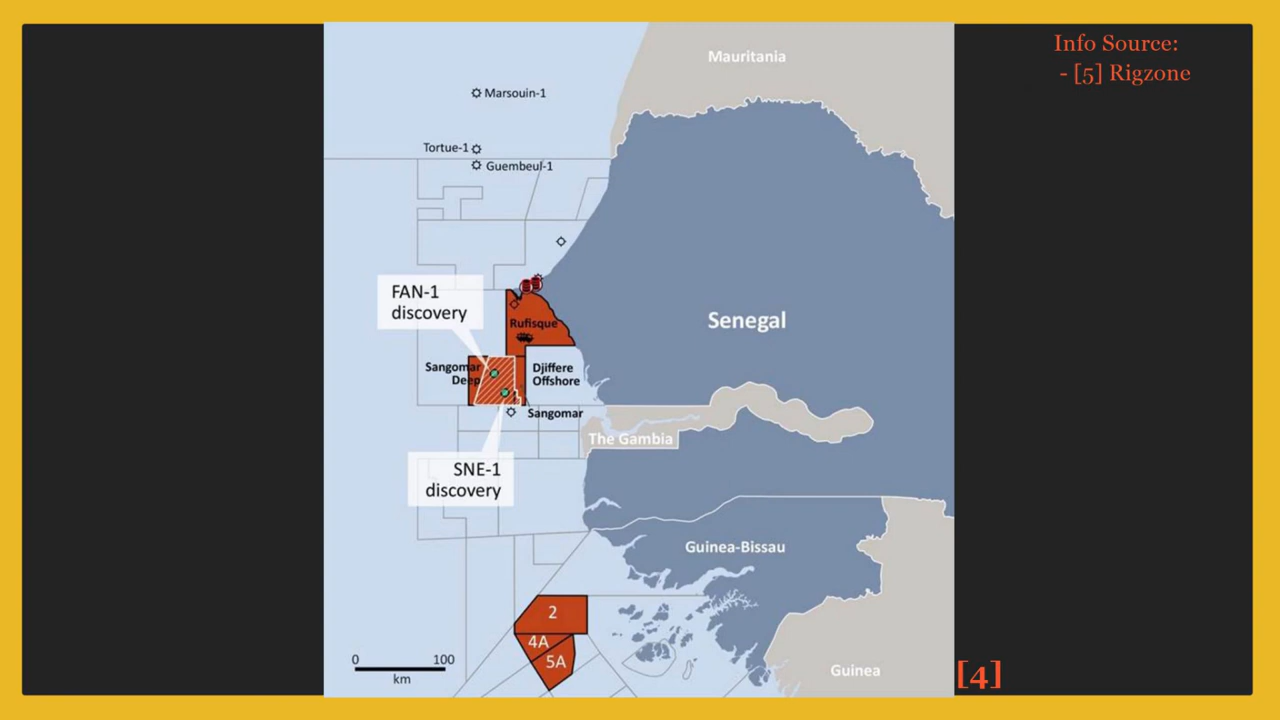 Info Source:
- [5] Rigzone
Mauritania
Marsouin-1
Tortue-1
Guembeul-1
FAN-1
discovery
Rufisque
Senegal
Sangomar
Deep
Djiffere
Offshore
Sangomar
The Gambia
SNE-1
discovery
Guinea-Bissau
2
4A
5A
0 100
km
Guinea
[4]